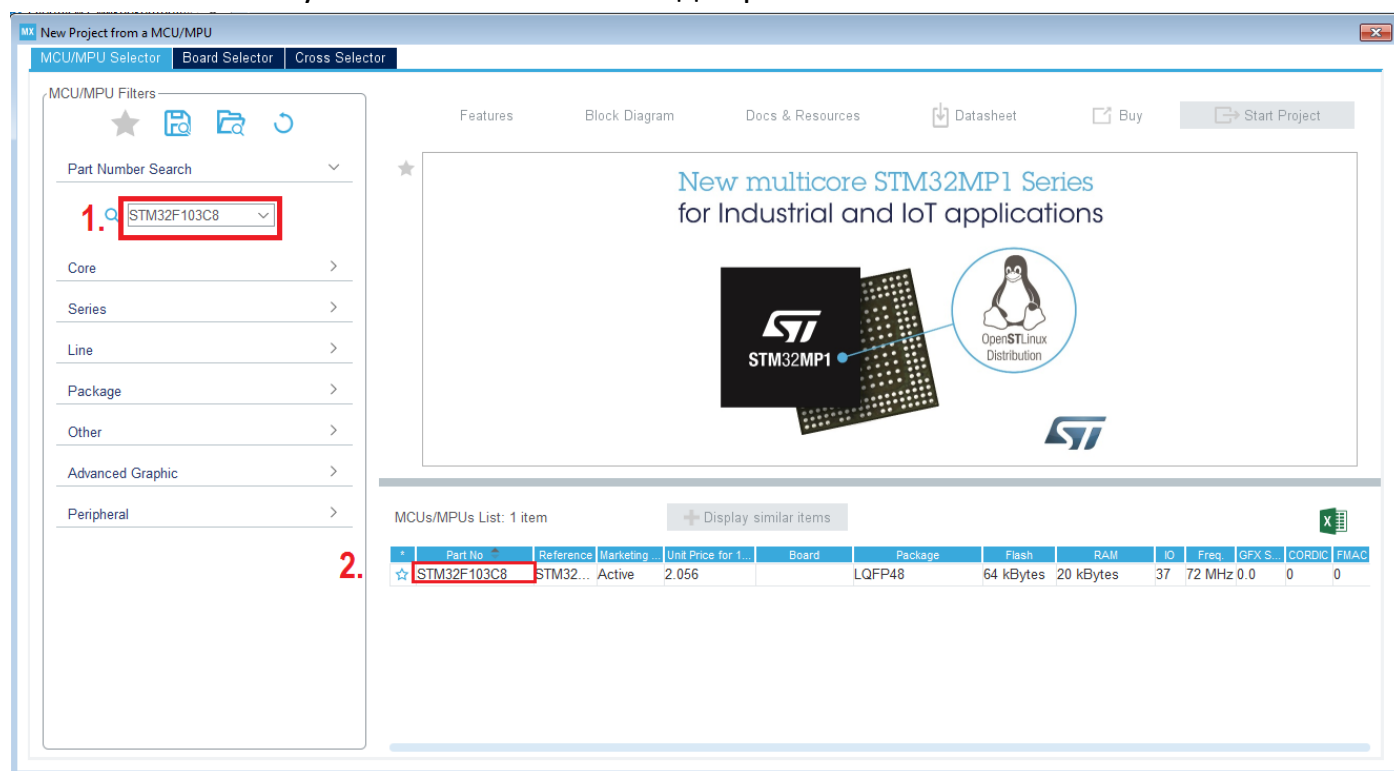 MX New Project from a MCU/MPU
MCU/MPU Selector Board Selector Cross Selector
MCU/MPU Filters
Features Block Diagram Docs & Resources Datasheet Buy Start Project
Part Number Search
1. STM32F103C8
Core
Series
Line
Package
Other
Advanced Graphic
Peripheral
New multicore STM32MP1 Series
for Industrial and IoT applications
ST
STM32MP1
OpenSTLinux
Distribution
ST
MCUs/MPUs List: 1 item Display similar items X
* Part No Reference Marketing ... Unit Price for 1... Board Package Flash RAM IO Freq. GFX S... CORDIC FMAC
2. STM32F103C8 STM32... Active 2.056 LQFP48 64 kBytes 20 kBytes 37 72 MHz 0.0 0 0